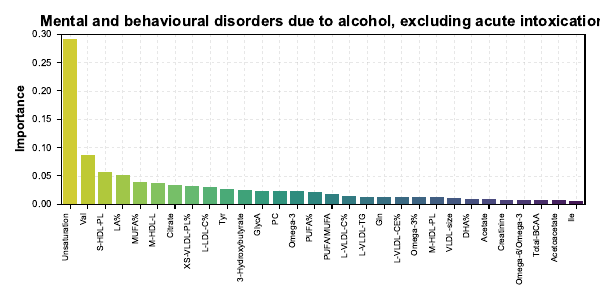 Mental and behavioural disorders due to alcohol, excluding acute intoxication
Importance
0.30
0.25
0.20
0.15
0.10
0.05
0.00
Unsaturation
Val
S-HDL-PL
LA%
MUFA%
M-HDL-L
Citrate
XS-VLDL-PL%
L-LDL-C%
Tyr
3-Hydroxybutyrate
GlycA
PC
Omega-3
PUFA%
PUFA/MUFA
L-VLDL-C%
L-VLDL-TG
Gln
L-VLDL-CE%
Omega-3%
M-HDL-PL
VLDL-size
DHA%
Acetate
Creatinine
Omega-6/Omega-3
Total-BCAA
Acetoacetate
Ile